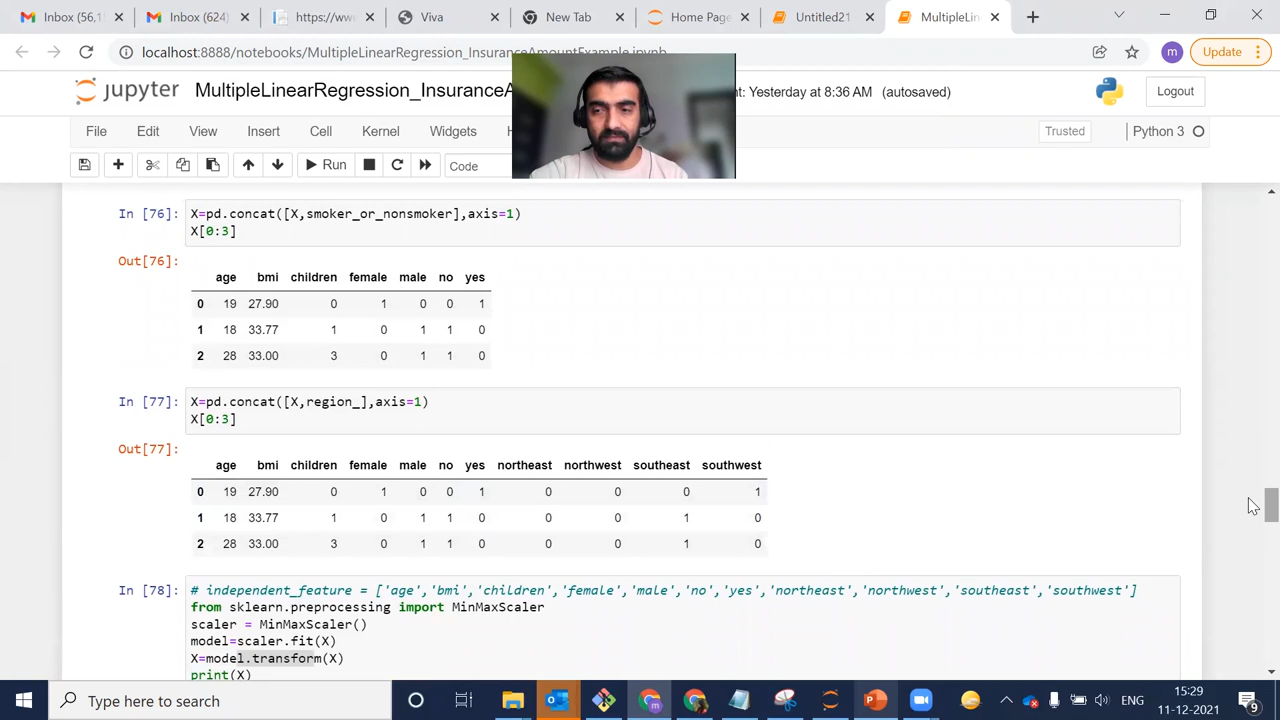 Inbox (56,1
Inbox (624)
https://ww
Viva
New Tab
Home Page
Untitled21
MultipleLin
localhost:8888/notebooks/MultipleLinearRegression_InsuranceAmountExample.ipynb
m
Update
jupyter
MultipleLinearRegression_InsuranceA
nt: Yesterday at 8:36 AM (autosaved)
Logout
File
Edit
View
Insert
Cell
Kernel
Widgets
Trusted
Python 3
Run
Code
In [76]:
X=pd.concat([X,smoker_or_nonsmoker],axis=1)
X[0:3]
Out[76]:
age bmi children female male no yes
0 19 27.90 0 1 0 0 1
1 18 33.77 1 0 1 1 0
2 28 33.00 3 0 1 1 0
In [77]:
X=pd.concat([X,region_],axis=1)
X[0:3]
Out[77]:
age bmi children female male no yes northeast northwest southeast southwest
0 19 27.90 0 1 0 0 1 0 0 0 1
1 18 33.77 1 0 1 1 0 0 0 1 0
2 28 33.00 3 0 1 1 0 0 0 1 0
In [78]:
# independent_feature = ['age','bmi','children','female','male','no','yes','northeast','northwest','southeast','southwest']
from sklearn.preprocessing import MinMaxScaler
scaler = MinMaxScaler()
model=scaler.fit(X)
X=model.transform(X)
print(X)
Type here to search
ENG
15:29
11-12-2021
9